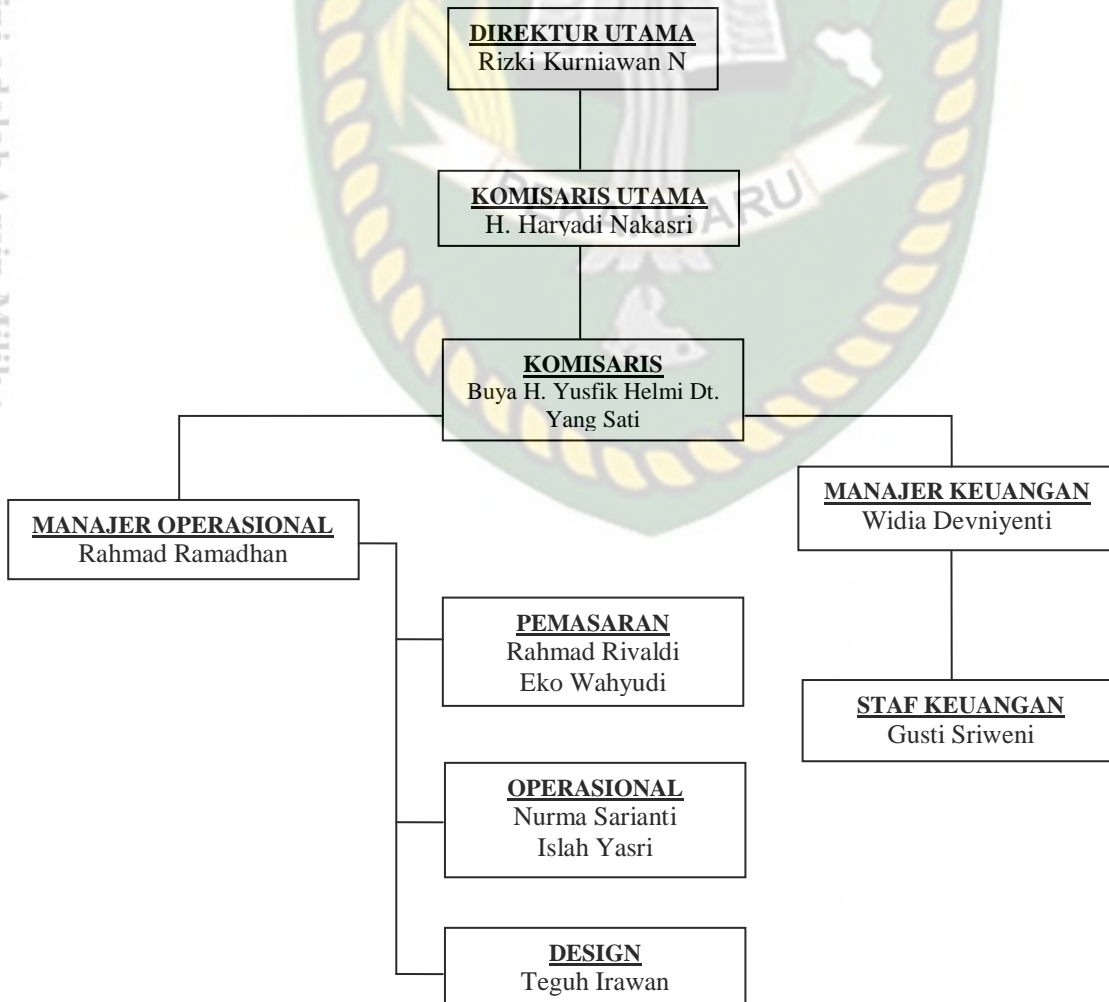 DIREKTUR UTAMA
Rizki Kurniawan N
KOMISARIS UTAMA
H. Haryadi Nakasri
PEKANBARU
KOMISARIS
Buya H. Yusfik Helmi Dt.
Yang Sati
MANAJER OPERASIONAL
Rahmad Ramadhan
MANAJER KEUANGAN
Widia Devniyenti
PEMASARAN
Rahmad Rivaldi
Eko Wahyudi
STAF KEUANGAN
Gusti Sriweni
OPERASIONAL
Nurma Sarianti
Islah Yasri
DESIGN
Teguh Irawan